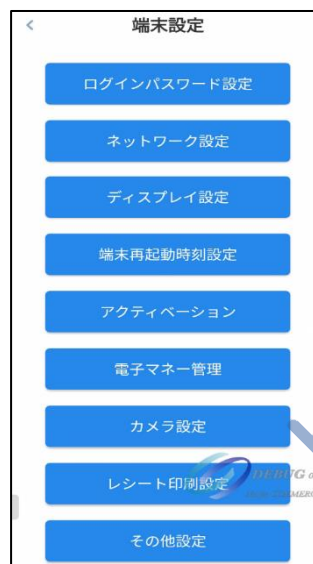 端末設定
ログインパスワード設定
ネットワーク設定
ディスプレイ設定
端末再起動時刻設定
アクティベーション
電子マネー管理
カメラ設定
レシート印刷設定
DEBUG
その他設定